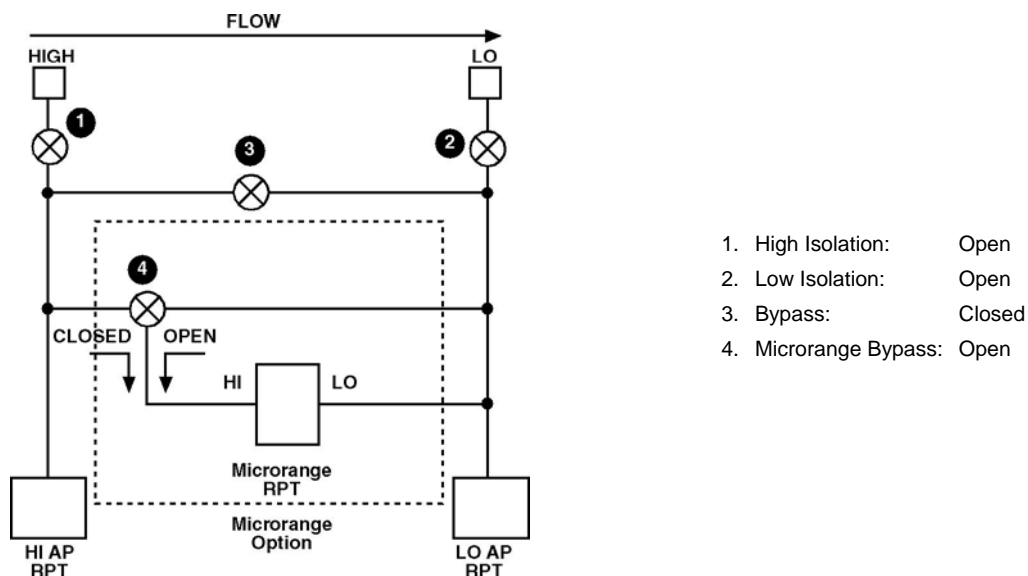 FLOW
HIGH
LO
1
2
3
4
CLOSED
OPEN
HI
LO
Microrange
RPT
Microrange
Option
HI AP
RPT
LO AP
RPT
1. High Isolation: Open
2. Low Isolation: Open
3. Bypass: Closed
4. Microrange Bypass: Open